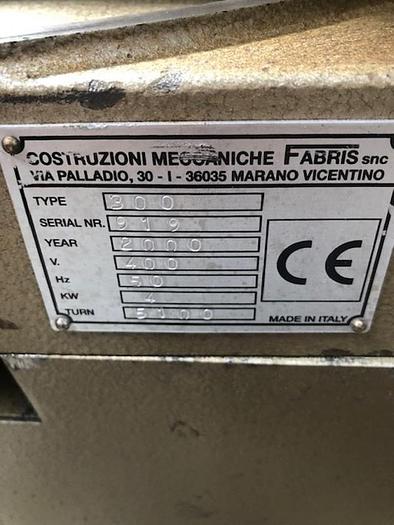 COSTRUZIONI MECCANICHE FABRIS snc
VIA PALLADIO, 30 - I - 36035 MARANO VICENTINO
TYPE 300
SERIAL NR. 919
YEAR 2000
V. 400
Hz 50
KW 4
TURN 5100
CE
MADE IN ITALY